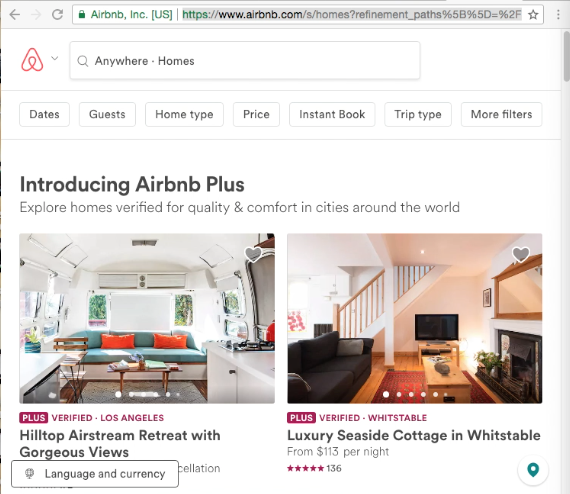 Airbnb, Inc. [US] https://www.airbnb.com/s/homes?refinement_paths%5B%5D=%2F
Anywhere · Homes
Dates Guests Home type Price Instant Book Trip type More filters
Introducing Airbnb Plus
Explore homes verified for quality & comfort in cities around the world
PLUS VERIFIED · LOS ANGELES
Hilltop Airstream Retreat with
Gorgeous Views
PLUS VERIFIED · WHITSTABLE
Luxury Seaside Cottage in Whitstable
From $113 per night
136
Language and currency